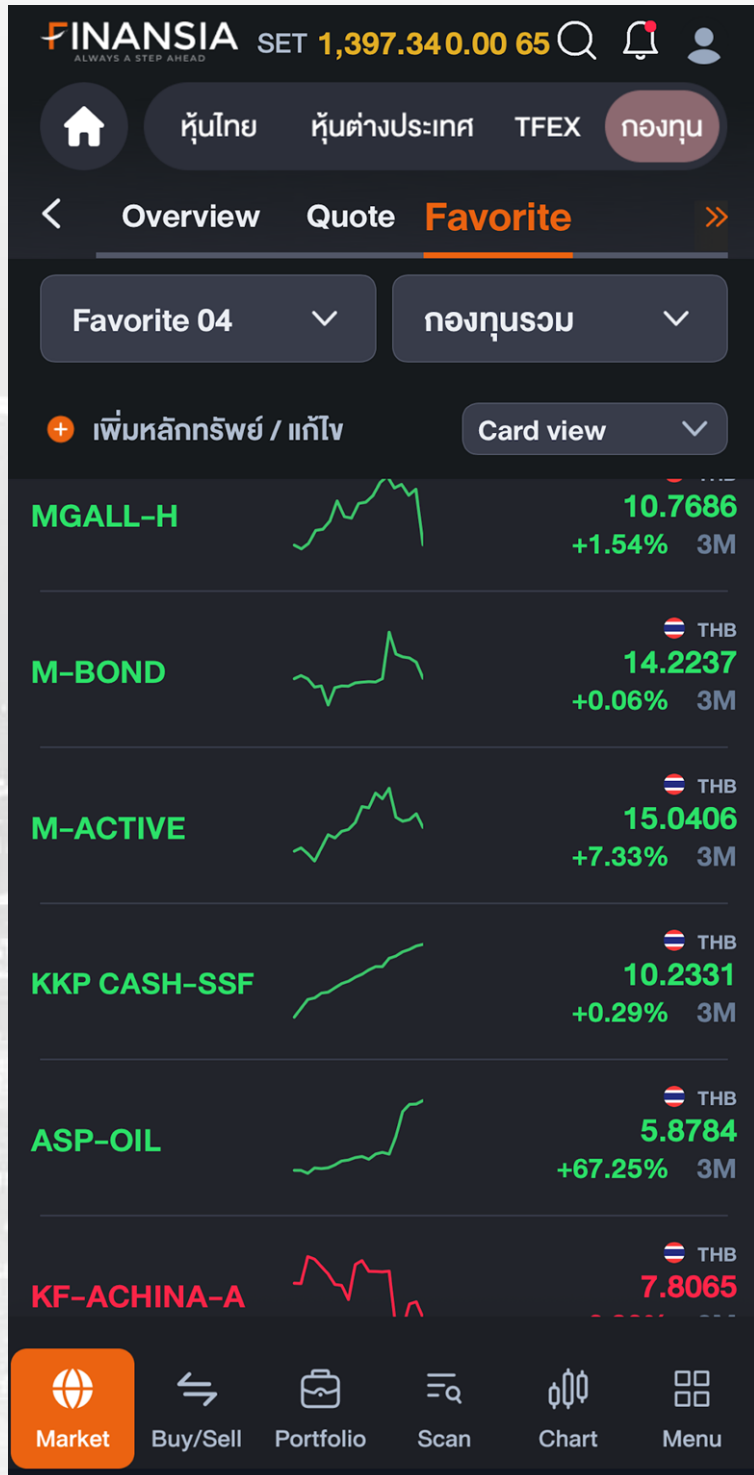 FINANSIA SET 1,397.34 0.00 65
ALWAYS A STEP AHEAD
หุ้นไทย หุ้นต่างประเทศ TFEX กองทุน
Overview Quote Favorite
Favorite 04 กองทุนรวม
เพิ่มหลักทรัพย์ / แก้ไข Card view
MGALL-H 10.7686
+1.54% 3M
THB
M-BOND 14.2237
+0.06% 3M
THB
M-ACTIVE 15.0406
+7.33% 3M
THB
KKP CASH-SSF 10.2331
+0.29% 3M
THB
ASP-OIL 5.8784
+67.25% 3M
THB
KF-ACHINA-A 7.8065
Market Buy/Sell Portfolio Scan Chart Menu